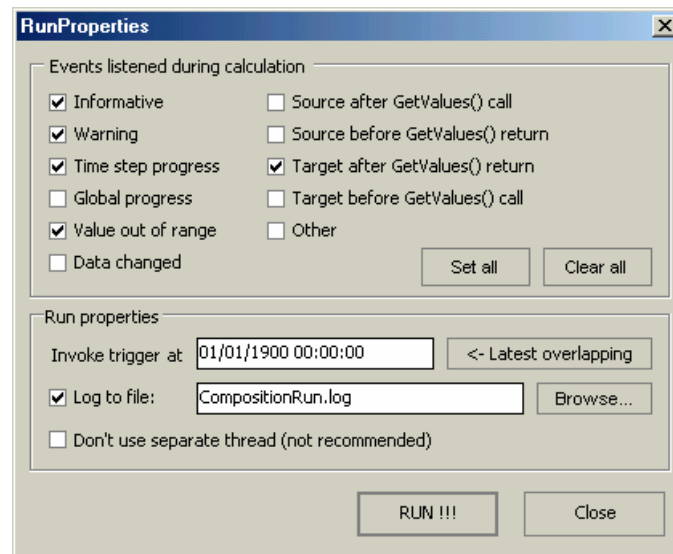 RunProperties
Events listened during calculation
Informative
Source after GetValues() call
Warning
Source before GetValues() return
Time step progress
Target after GetValues() return
Global progress
Target before GetValues() call
Value out of range
Other
Data changed
Set all
Clear all
Run properties
Invoke trigger at
01/01/1900 00:00:00
<- Latest overlapping
Log to file:
CompositionRun.log
Browse...
Don't use separate thread (not recommended)
RUN !!!
Close